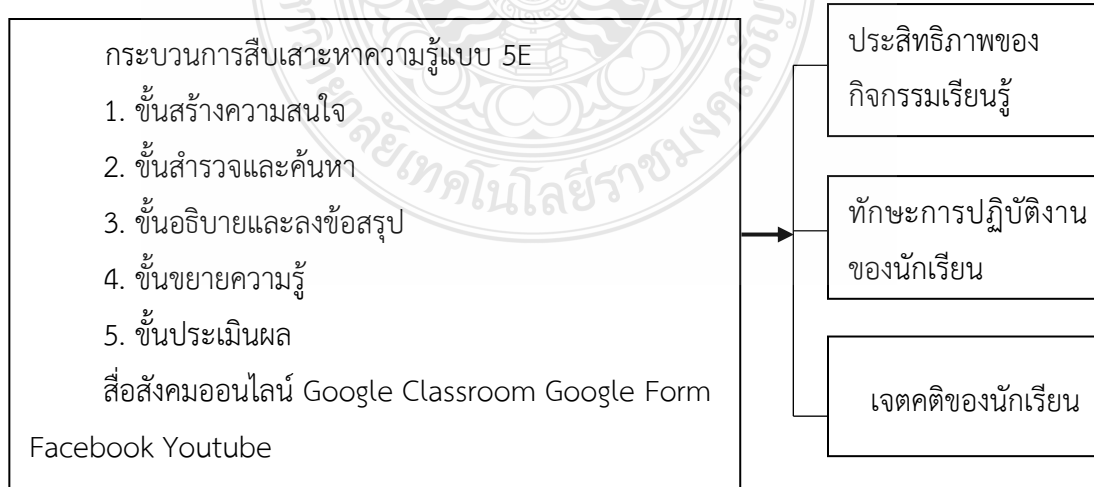 กระบวนการสืบเสาะหาความรู้แบบ 5E
1. ขั้นสร้างความสนใจ
2. ขั้นสำรวจและค้นหา
3. ขั้นอธิบายและลงข้อสรุป
4. ขั้นขยายความรู้
5. ขั้นประเมินผล
สื่อสังคมออนไลน์ Google Classroom Google Form
Facebook Youtube
ประสิทธิภาพของ
กิจกรรมเรียนรู้
ทักษะการปฏิบัติงาน
ของนักเรียน
เจตคติของนักเรียน